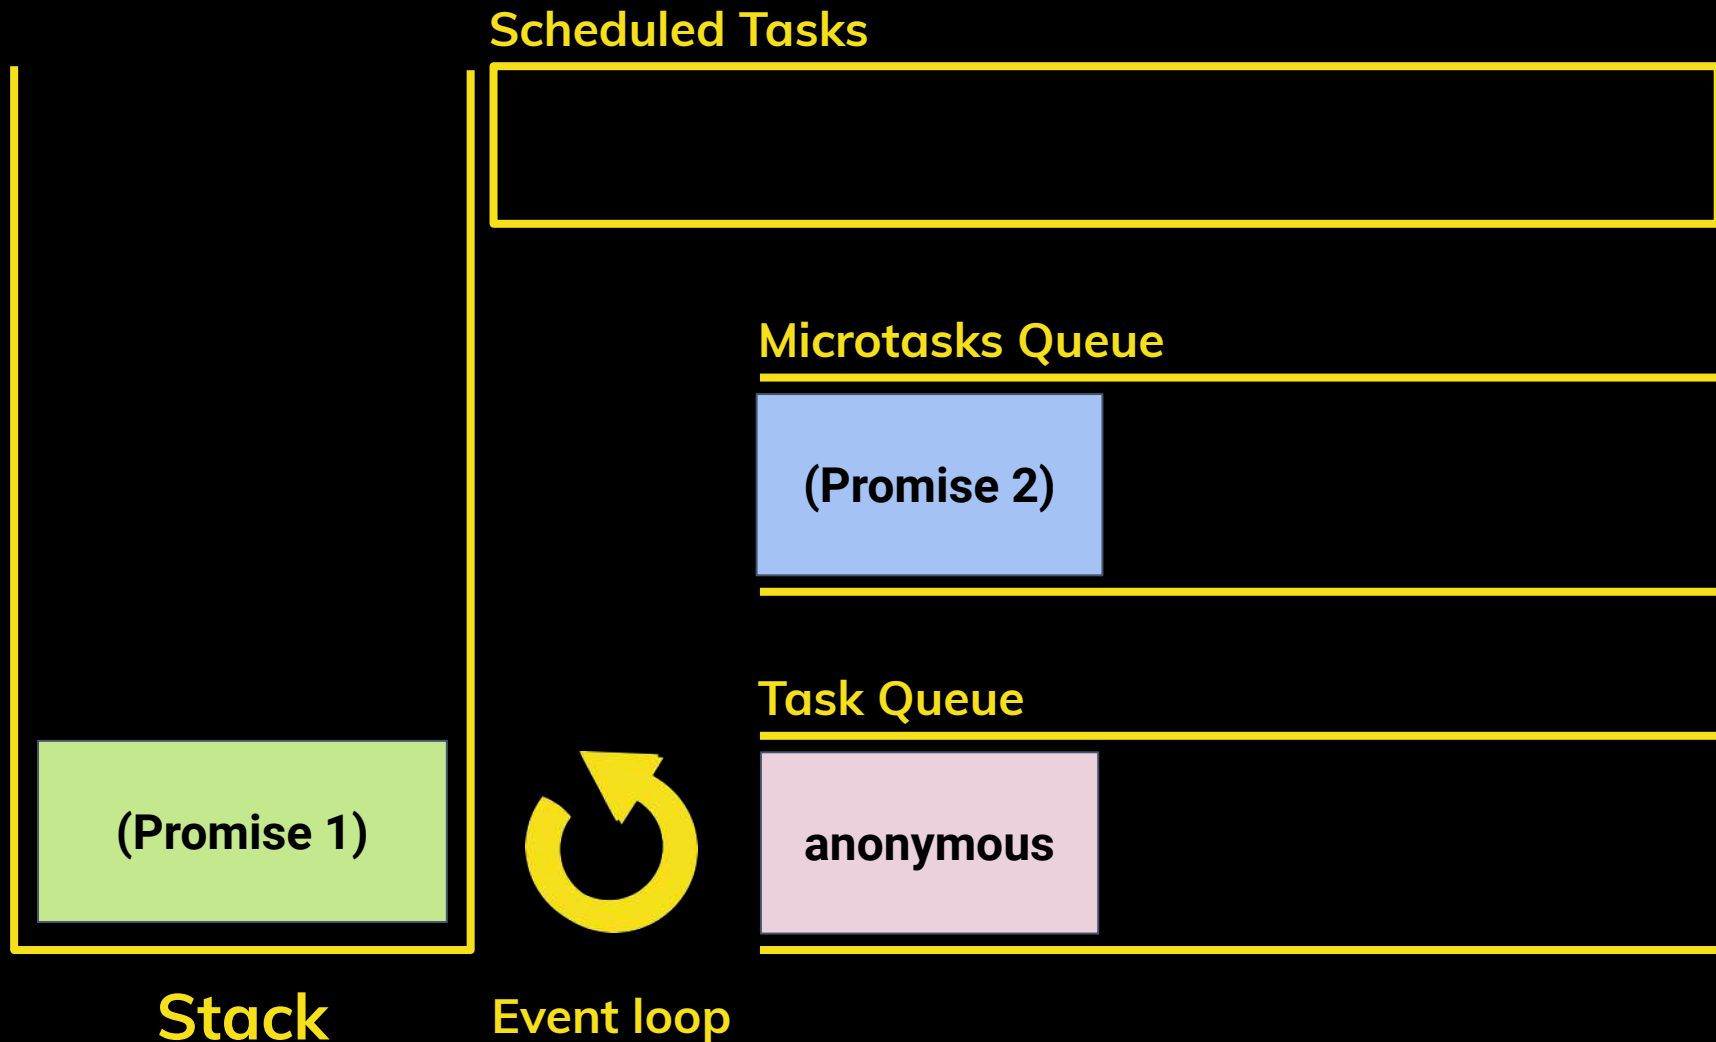 Scheduled Tasks
Microtasks Queue
(Promise 2)
Task Queue
(Promise 1)
anonymous
Stack
Event loop